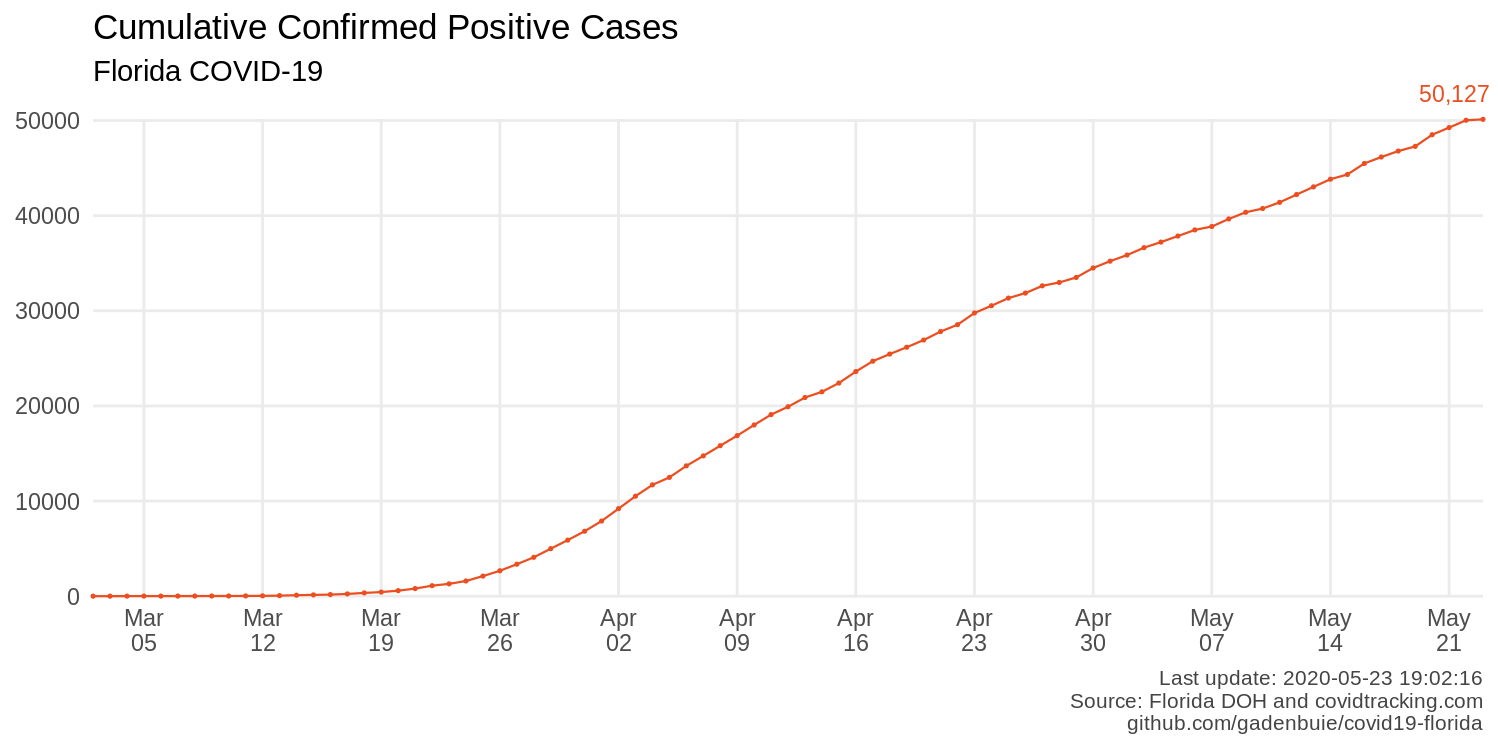 Cumulative Confirmed Positive Cases
Florida COVID-19
50,127
50000
40000
30000
20000
10000
0
Mar Mar Mar Mar Apr Apr Apr Apr Apr May May May
05 12 19 26 02 09 16 23 30 07 14 21
Last update: 2020-05-23 19:02:16
Source: Florida DOH and covidtracking.com
github.com/gadenbuie/covid19-florida